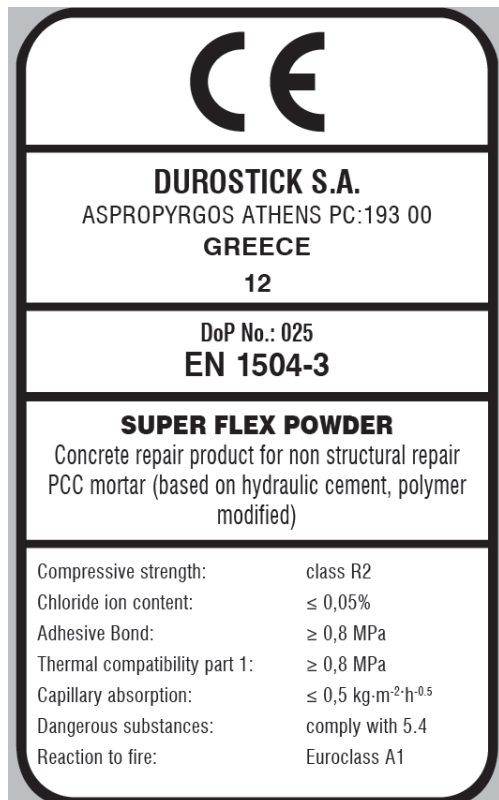 CE
DUROSTICK S.A.
ASPROPYRGOS ATHENS PC:193 00
GREECE
12
DoP No.: 025
EN 1504-3
SUPER FLEX POWDER
Concrete repair product for non structural repair
PCC mortar (based on hydraulic cement, polymer
modified)
Compressive strength: class R2
Chloride ion content: ≤ 0,05%
Adhesive Bond: ≥ 0,8 MPa
Thermal compatibility part 1: ≥ 0,8 MPa
Capillary absorption: ≤ 0,5 kg·m⁻²·h⁻⁰·⁵
Dangerous substances: comply with 5.4
Reaction to fire: Euroclass A1